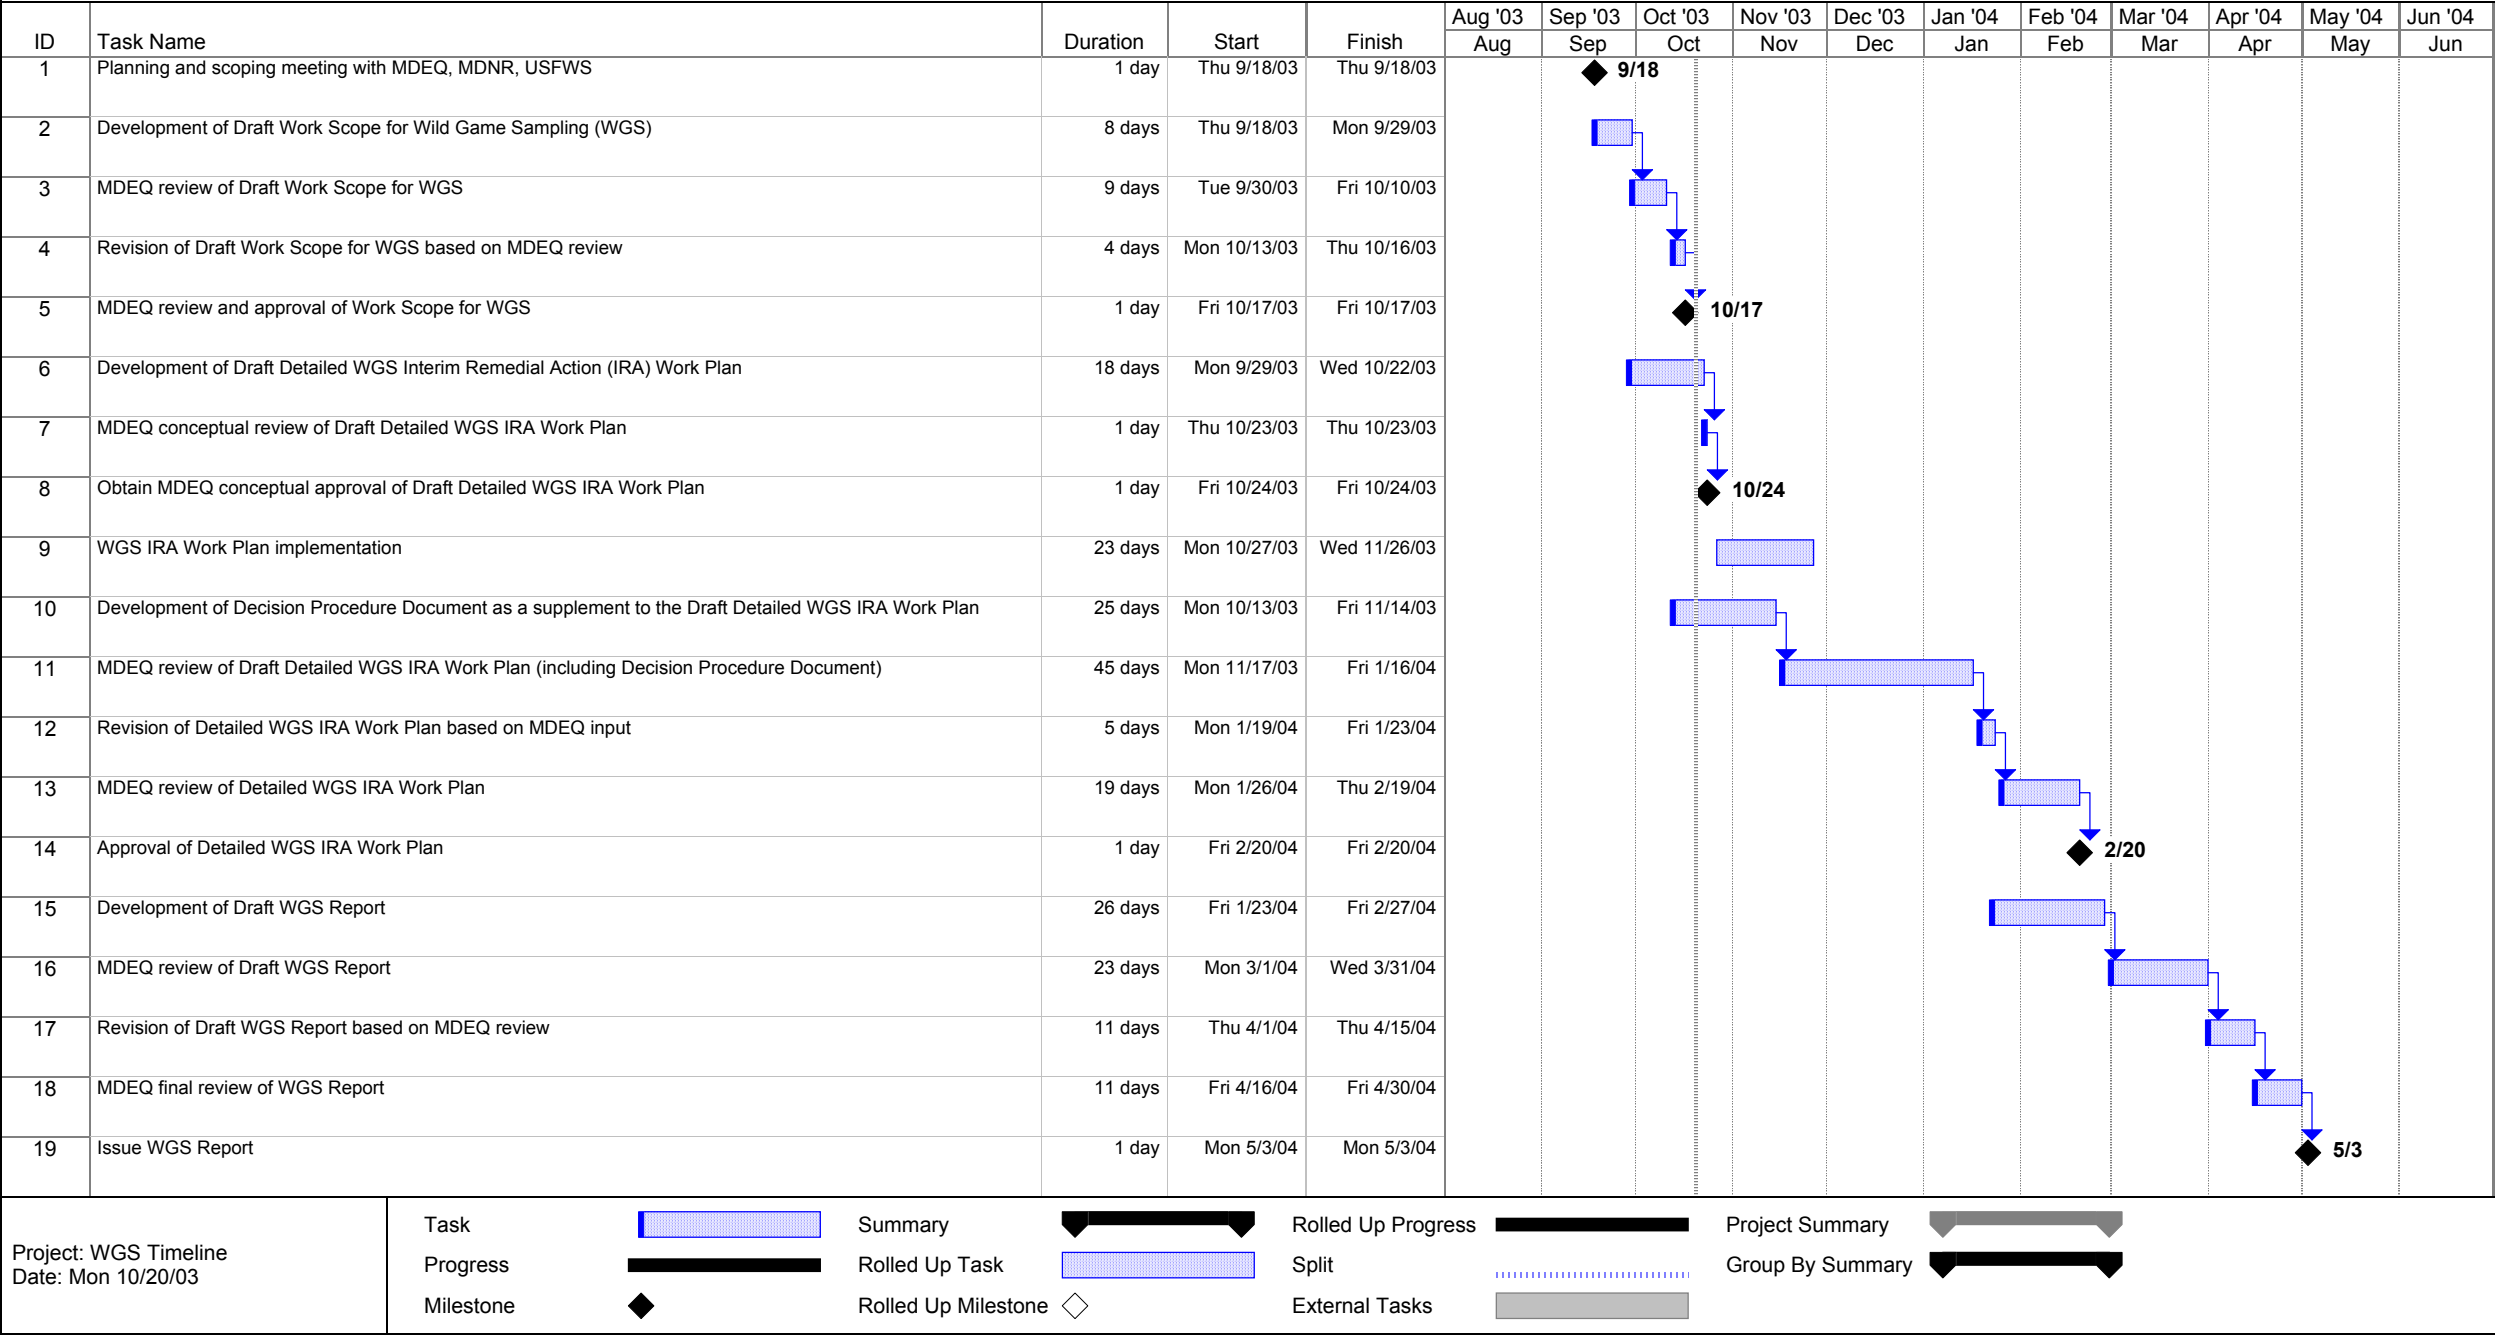 Aug '03 Sep '03 Oct '03 Nov '03 Dec '03 Jan '04 Feb '04 Mar '04 Apr '04 May '04 Jun '04
ID Task Name Duration Start Finish Aug Sep Oct Nov Dec Jan Feb Mar Apr May Jun
1 Planning and scoping meeting with MDEQ, MDNR, USFWS 1 day Thu 9/18/03 Thu 9/18/03 9/18
2 Development of Draft Work Scope for Wild Game Sampling (WGS) 8 days Thu 9/18/03 Mon 9/29/03
3 MDEQ review of Draft Work Scope for WGS 9 days Tue 9/30/03 Fri 10/10/03
4 Revision of Draft Work Scope for WGS based on MDEQ review 4 days Mon 10/13/03 Thu 10/16/03
5 MDEQ review and approval of Work Scope for WGS 1 day Fri 10/17/03 Fri 10/17/03 10/17
6 Development of Draft Detailed WGS Interim Remedial Action (IRA) Work Plan 18 days Mon 9/29/03 Wed 10/22/03
7 MDEQ conceptual review of Draft Detailed WGS IRA Work Plan 1 day Thu 10/23/03 Thu 10/23/03
8 Obtain MDEQ conceptual approval of Draft Detailed WGS IRA Work Plan 1 day Fri 10/24/03 Fri 10/24/03 10/24
9 WGS IRA Work Plan implementation 23 days Mon 10/27/03 Wed 11/26/03
10 Development of Decision Procedure Document as a supplement to the Draft Detailed WGS IRA Work Plan 25 days Mon 10/13/03 Fri 11/14/03
11 MDEQ review of Draft Detailed WGS IRA Work Plan (including Decision Procedure Document) 45 days Mon 11/17/03 Fri 1/16/04
12 Revision of Detailed WGS IRA Work Plan based on MDEQ input 5 days Mon 1/19/04 Fri 1/23/04
13 MDEQ review of Detailed WGS IRA Work Plan 19 days Mon 1/26/04 Thu 2/19/04
14 Approval of Detailed WGS IRA Work Plan 1 day Fri 2/20/04 Fri 2/20/04 2/20
15 Development of Draft WGS Report 26 days Fri 1/23/04 Fri 2/27/04
16 MDEQ review of Draft WGS Report 23 days Mon 3/1/04 Wed 3/31/04
17 Revision of Draft WGS Report based on MDEQ review 11 days Thu 4/1/04 Thu 4/15/04
18 MDEQ final review of WGS Report 11 days Fri 4/16/04 Fri 4/30/04
19 Issue WGS Report 1 day Mon 5/3/04 Mon 5/3/04 5/3
Project: WGS Timeline
Date: Mon 10/20/03
Task Summary Rolled Up Progress Project Summary
Progress Rolled Up Task Split Group By Summary
Milestone Rolled Up Milestone External Tasks